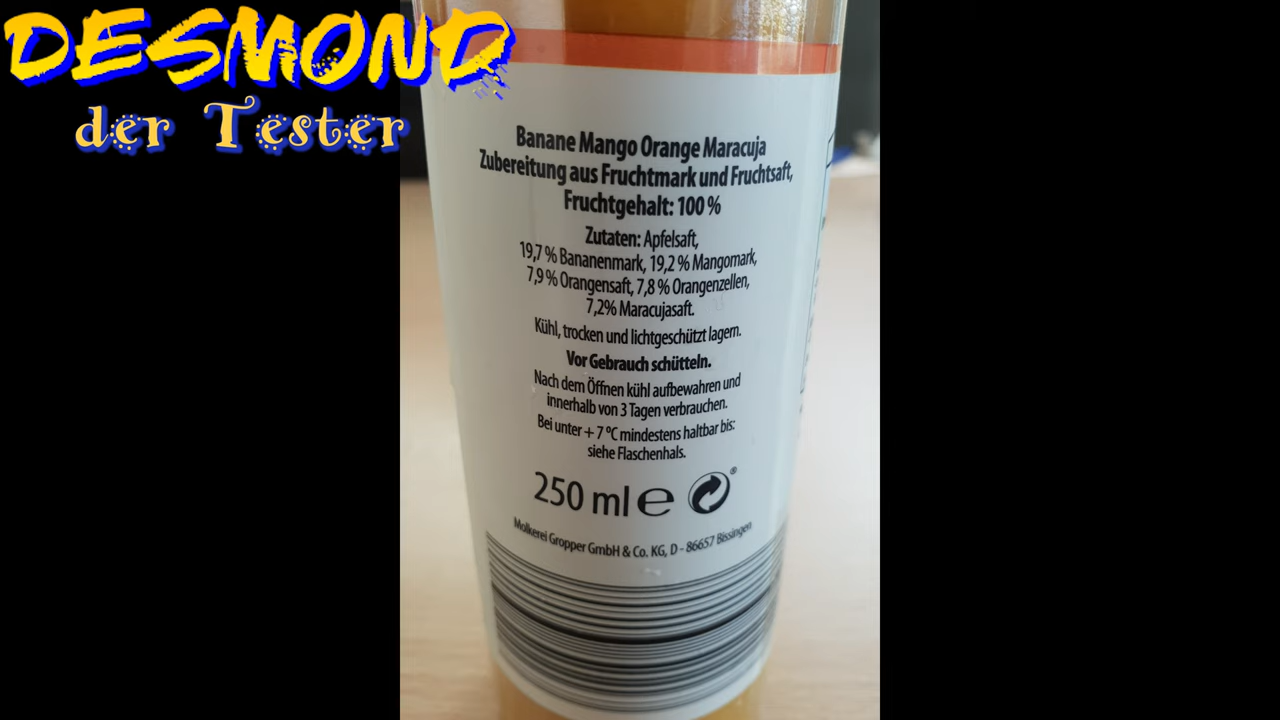 DESMOND
der Tester
Banane Mango Orange Maracuja
Zubereitung aus Fruchtmark und Fruchtsaft,
Fruchtgehalt: 100 %
Zutaten: Apfelsaft,
19,7 % Bananenmark, 19,2 % Mangomark,
7,9 % Orangensaft, 7,8 % Orangenzellen,
7,2% Maracujasaft.
Kühl, trocken und lichtgeschützt lagern.
Vor Gebrauch schütteln.
Nach dem Öffnen kühl aufbewahren und
innerhalb von 3 Tagen verbrauchen.
Bei unter + 7 °C mindestens haltbar bis:
siehe Flaschenhals.
250 ml e ®
Molkerei Gropper GmbH & Co. KG, D - 86657 Bissingen